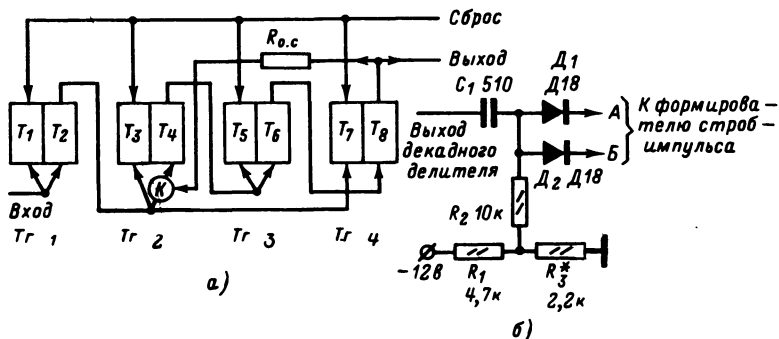 Сброс
R о.с
Выход
T1 T2
T3 T4
T5 T6
T7 T8
К
Вход
Tr 1
Tr 2
Tr 3
Tr 4
а)
C1 510
Д1
Д18
А
Выход
декадного
делителя
Б
Д2 Д18
К формирова-
телю строб-
импульса
R2 10к
-12в
R1
4,7к
R3*
2,2к
б)